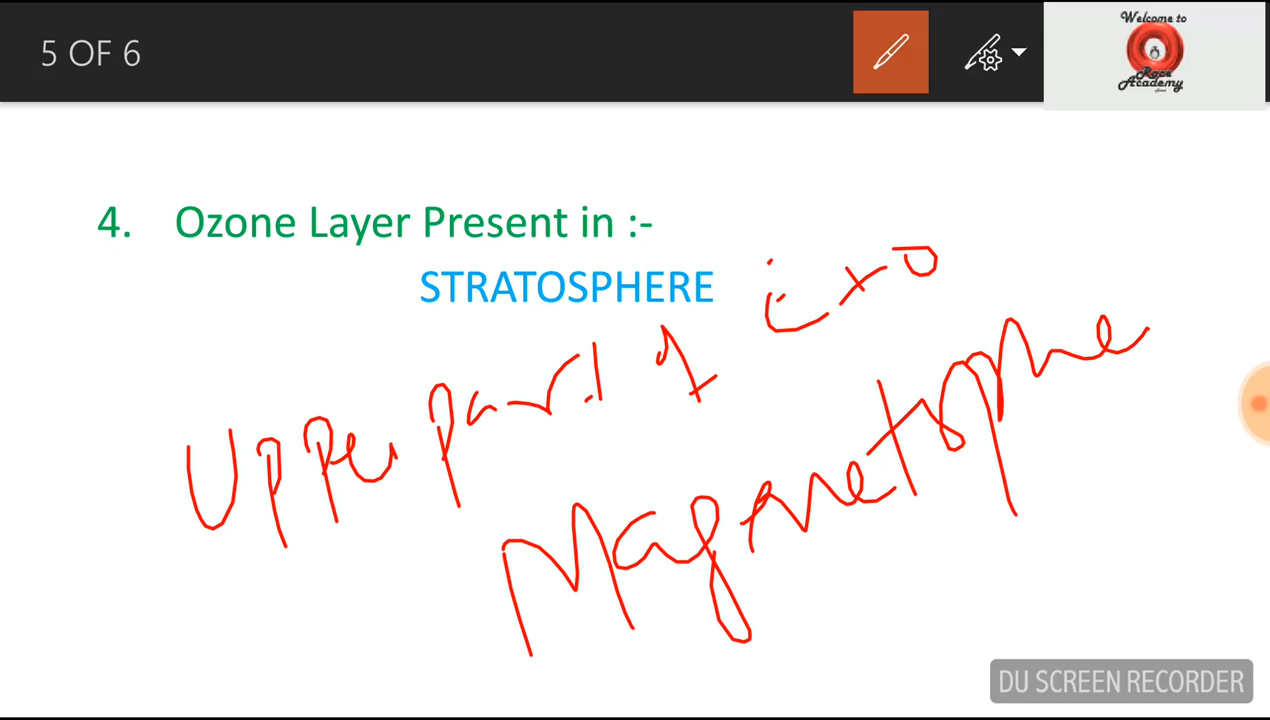 5 OF 6
Welcome to
Race
Academy
4. Ozone Layer Present in :-
STRATOSPHERE
Upper part of
Magnetosphe
DU SCREEN RECORDER